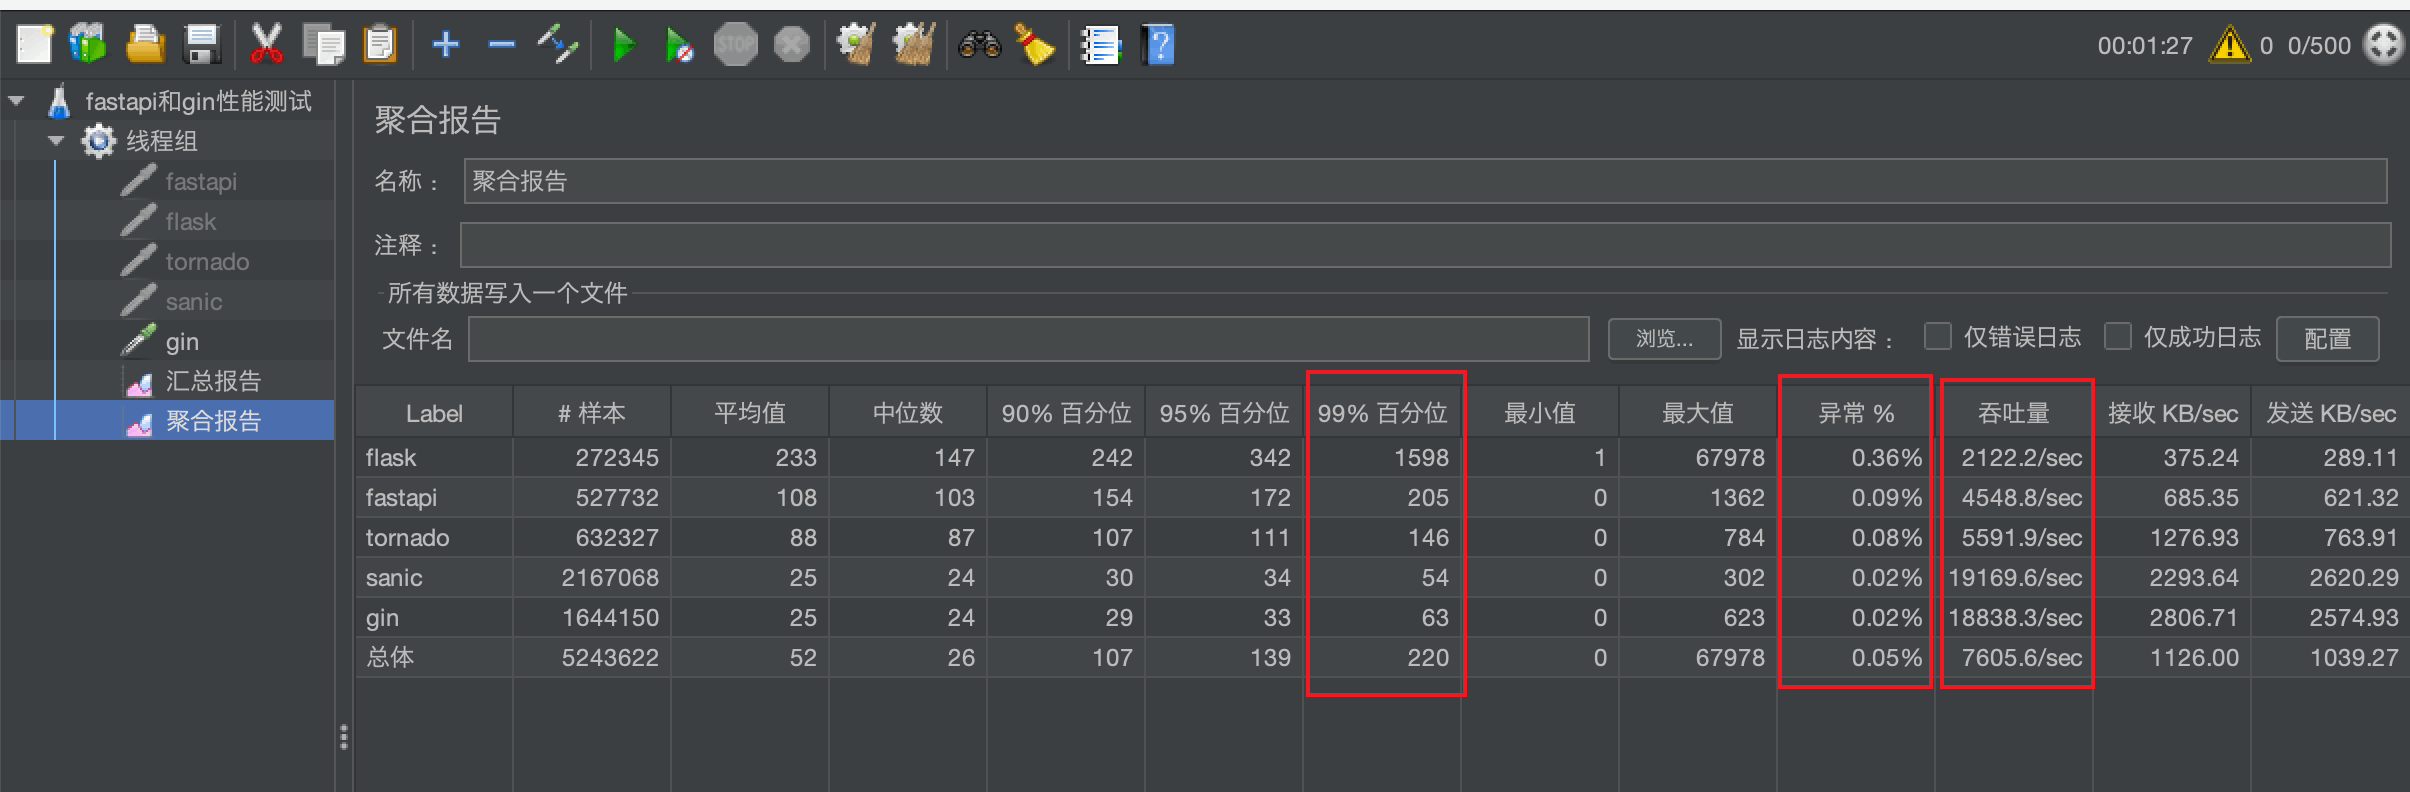 STOP
00:01:27 0 0/500
fastapi和gin性能测试
线程组
fastapi
flask
tornado
sanic
gin
汇总报告
聚合报告
聚合报告
名称： 聚合报告
注释：
所有数据写入一个文件
文件名 浏览... 显示日志内容： 仅错误日志 仅成功日志 配置
Label # 样本 平均值 中位数 90% 百分位 95% 百分位 99% 百分位 最小值 最大值 异常 % 吞吐量 接收 KB/sec 发送 KB/sec
flask 272345 233 147 242 342 1598 1 67978 0.36% 2122.2/sec 375.24 289.11
fastapi 527732 108 103 154 172 205 0 1362 0.09% 4548.8/sec 685.35 621.32
tornado 632327 88 87 107 111 146 0 784 0.08% 5591.9/sec 1276.93 763.91
sanic 2167068 25 24 30 34 54 0 302 0.02% 19169.6/sec 2293.64 2620.29
gin 1644150 25 24 29 33 63 0 623 0.02% 18838.3/sec 2806.71 2574.93
总体 5243622 52 26 107 139 220 0 67978 0.05% 7605.6/sec 1126.00 1039.27